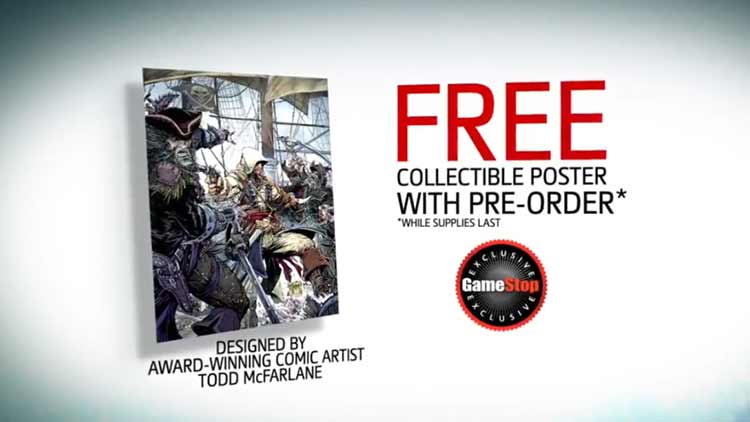 FREE
COLLECTIBLE POSTER
WITH PRE-ORDER*
*WHILE SUPPLIES LAST
EXCLUSIVE
GameStop
EXCLUSIVE
DESIGNED BY
AWARD-WINNING COMIC ARTIST
TODD McFARLANE